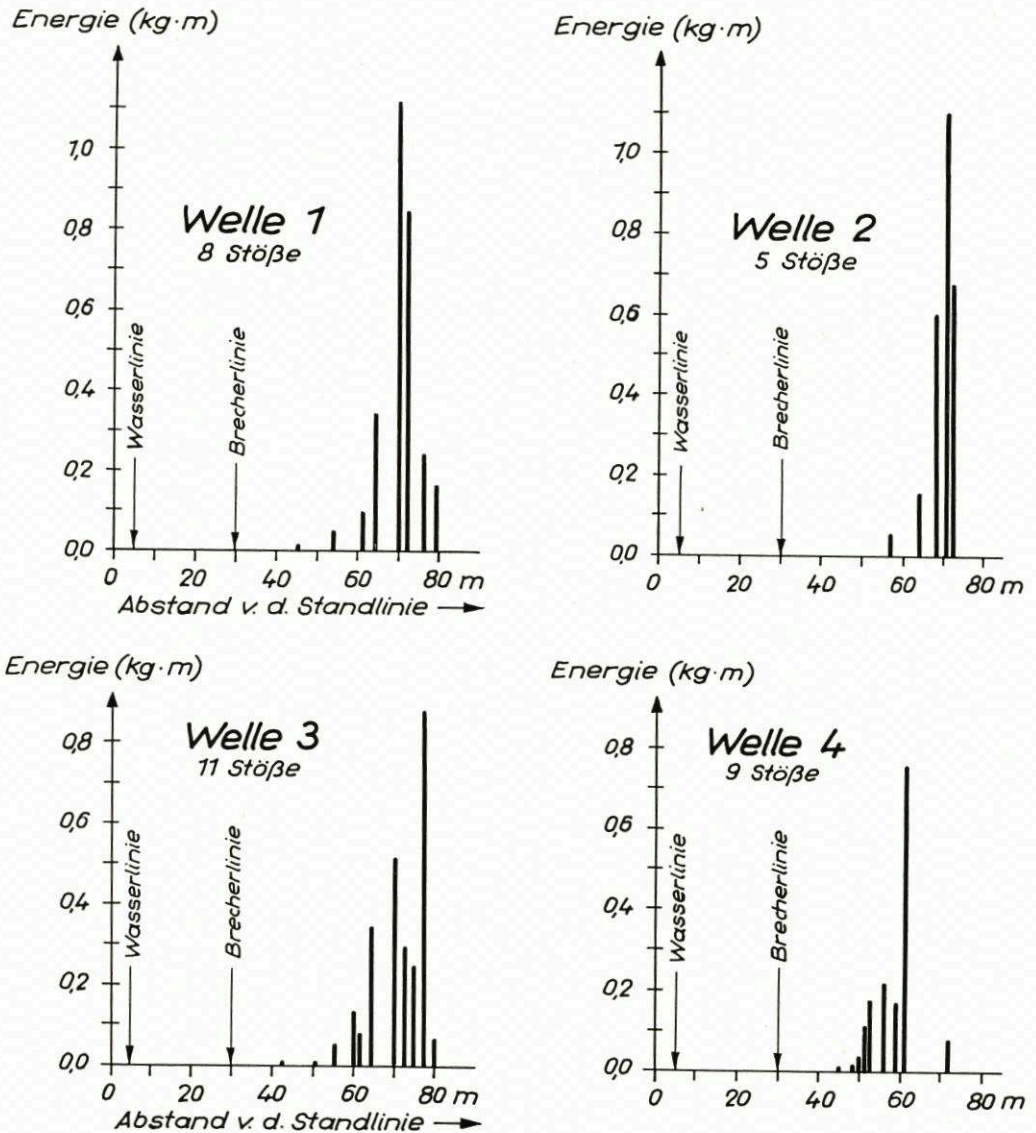 Energie (kg·m)
1,0
0,8
0,6
0,4
0,2
0,0
Welle 1
8 Stöße
Wasserlinie
Brecherlinie
0 20 40 60 80 m
Abstand v. d. Standlinie
Energie (kg·m)
1,0
0,8
0,6
0,4
0,2
0,0
Welle 2
5 Stöße
Wasserlinie
Brecherlinie
0 20 40 60 80 m
Energie (kg·m)
0,8
0,6
0,4
0,2
0,0
Welle 3
11 Stöße
Wasserlinie
Brecherlinie
0 20 40 60 80 m
Abstand v. d. Standlinie
Energie (kg·m)
0,8
0,6
0,4
0,2
0,0
Welle 4
9 Stöße
Wasserlinie
Brecherlinie
0 20 40 60 80 m